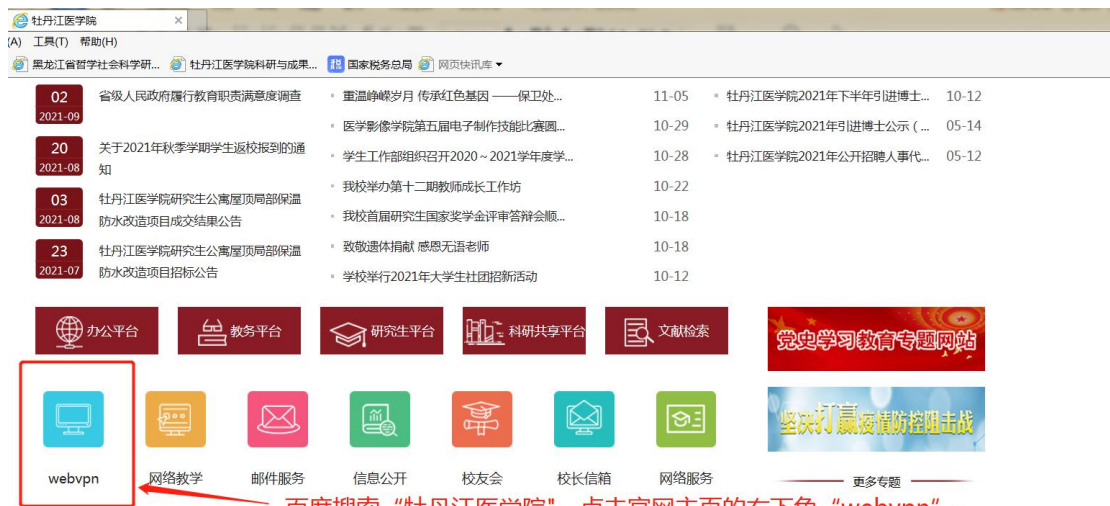 牡丹江医学院 ×
(A) 工具(T) 帮助(H)
黑龙江省哲学社会科学研... 牡丹江医学院科研与成果... 国家税务总局 网页快讯库
02
2021-09
省级人民政府履行教育职责满意度调查
20
2021-08
关于2021年秋季学期学生返校报到的通
知
03
2021-08
牡丹江医学院研究生公寓屋顶局部保温
防水改造项目成交结果公告
23
2021-07
牡丹江医学院研究生公寓屋顶局部保温
防水改造项目招标公告
重温峥嵘岁月 传承红色基因 ——保卫处... 11-05
医学影像学院第五届电子制作技能比赛圆... 10-29
学生工作部组织召开2020～2021学年度学... 10-28
我校举办第十二期教师成长工作坊 10-22
我校首届研究生国家奖学金评审答辩会顺... 10-18
致敬遗体捐献 感恩无语老师 10-18
学校举行2021年大学生社团招新活动 10-12
牡丹江医学院2021年下半年引进博士... 10-12
牡丹江医学院2021年引进博士公示（... 05-14
牡丹江医学院2021年公开招聘人事代... 05-12
办公平台 教务平台 研究生平台 科研共享平台 文献检索
党史学习教育专题网站
坚决打赢疫情防控阻击战
webvpn 网络教学 邮件服务 信息公开 校友会 校长信箱 网络服务
更多专题
百度搜索“牡丹江医学院"，点击官网主页的右下角“webvpn“